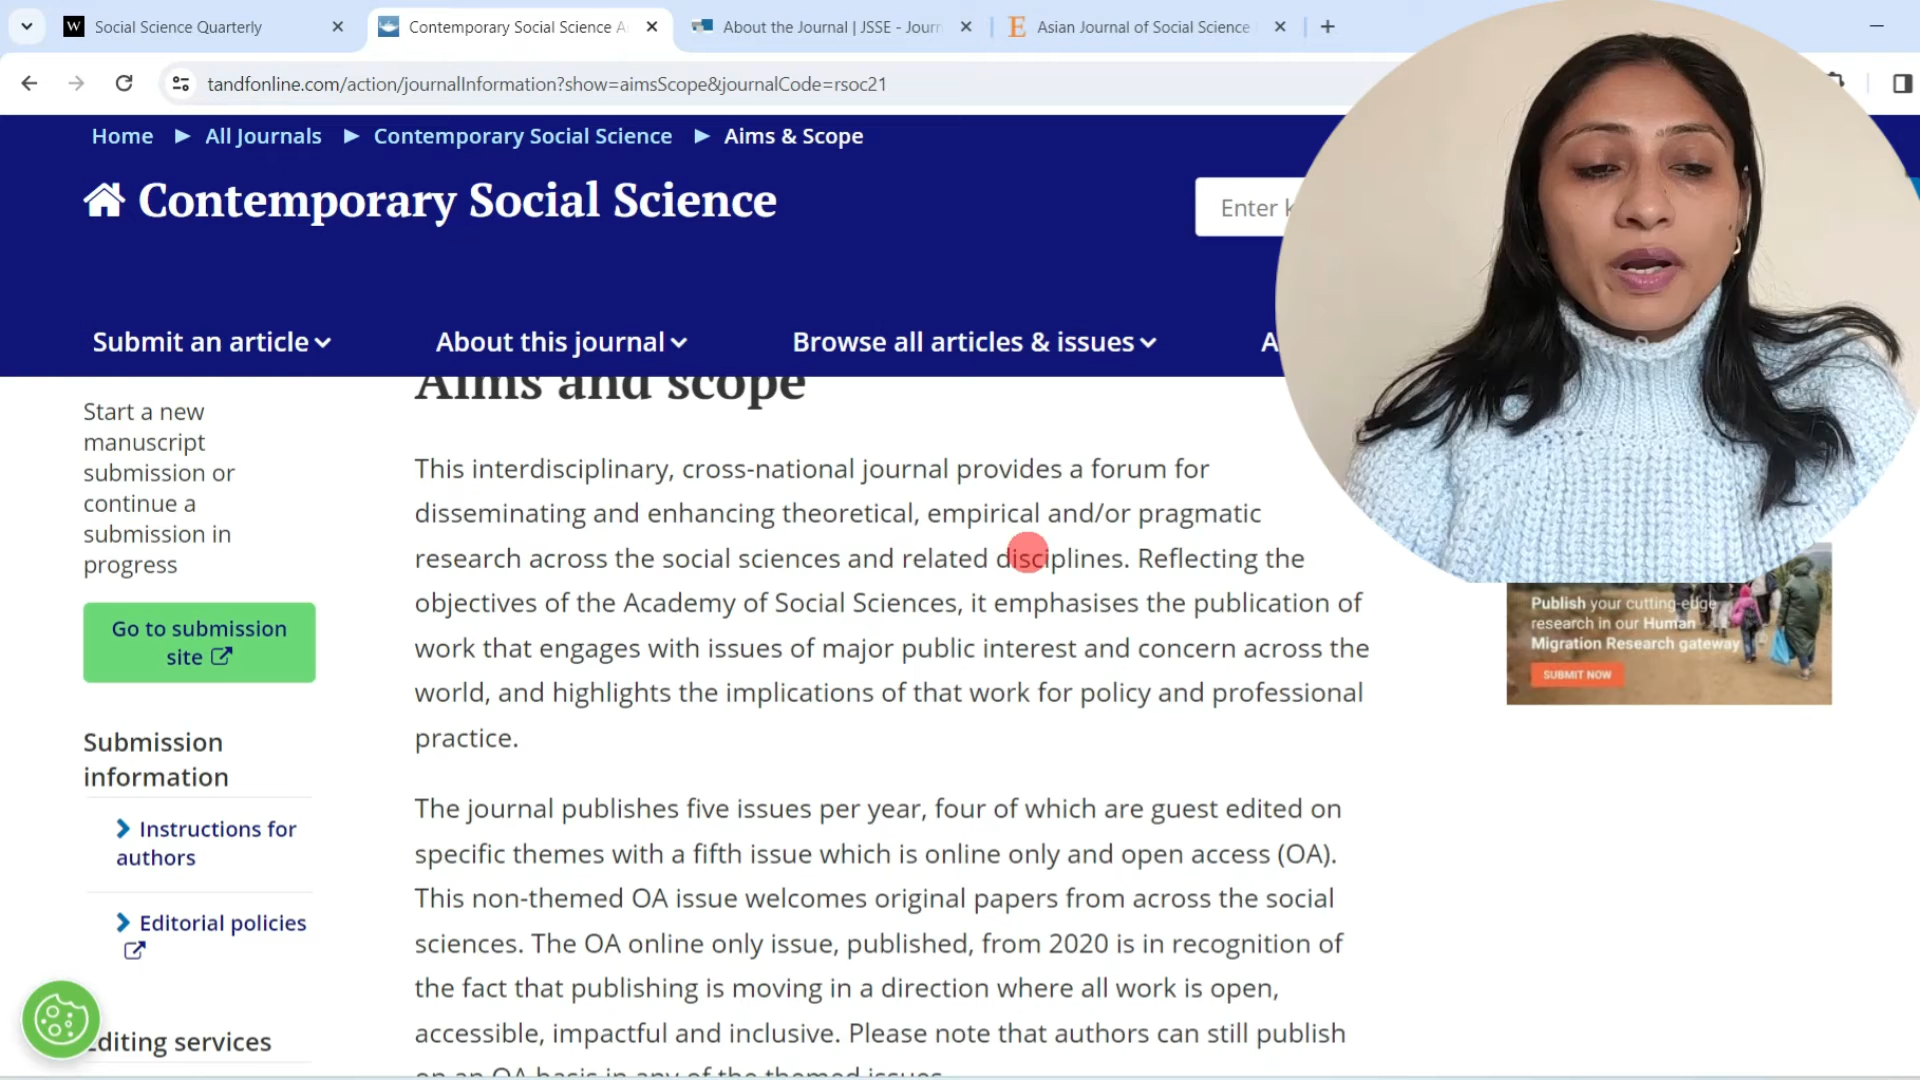 Social Science Quarterly
Contemporary Social Science A
About the Journal | JSSE - Journ
Asian Journal of Social Science
tandfonline.com/action/journalInformation?show=aimsScope&journalCode=rsoc21
Home ▶ All Journals ▶ Contemporary Social Science ▶ Aims & Scope
Contemporary Social Science
Enter k
Submit an article
About this journal
Browse all articles & issues
A
Aims and scope
Start a new
manuscript
submission or
continue a
submission in
progress
Go to submission
site
Submission
information
Instructions for
authors
Editorial policies
Editing services
This interdisciplinary, cross-national journal provides a forum for
disseminating and enhancing theoretical, empirical and/or pragmatic
research across the social sciences and related disciplines. Reflecting the
objectives of the Academy of Social Sciences, it emphasises the publication of
work that engages with issues of major public interest and concern across the
world, and highlights the implications of that work for policy and professional
practice.
The journal publishes five issues per year, four of which are guest edited on
specific themes with a fifth issue which is online only and open access (OA).
This non-themed OA issue welcomes original papers from across the social
sciences. The OA online only issue, published, from 2020 is in recognition of
the fact that publishing is moving in a direction where all work is open,
accessible, impactful and inclusive. Please note that authors can still publish
on an OA basis in any of the themed issues.
Publish your cutting-edge
research in our Human
Migration Research gateway
SUBMIT NOW